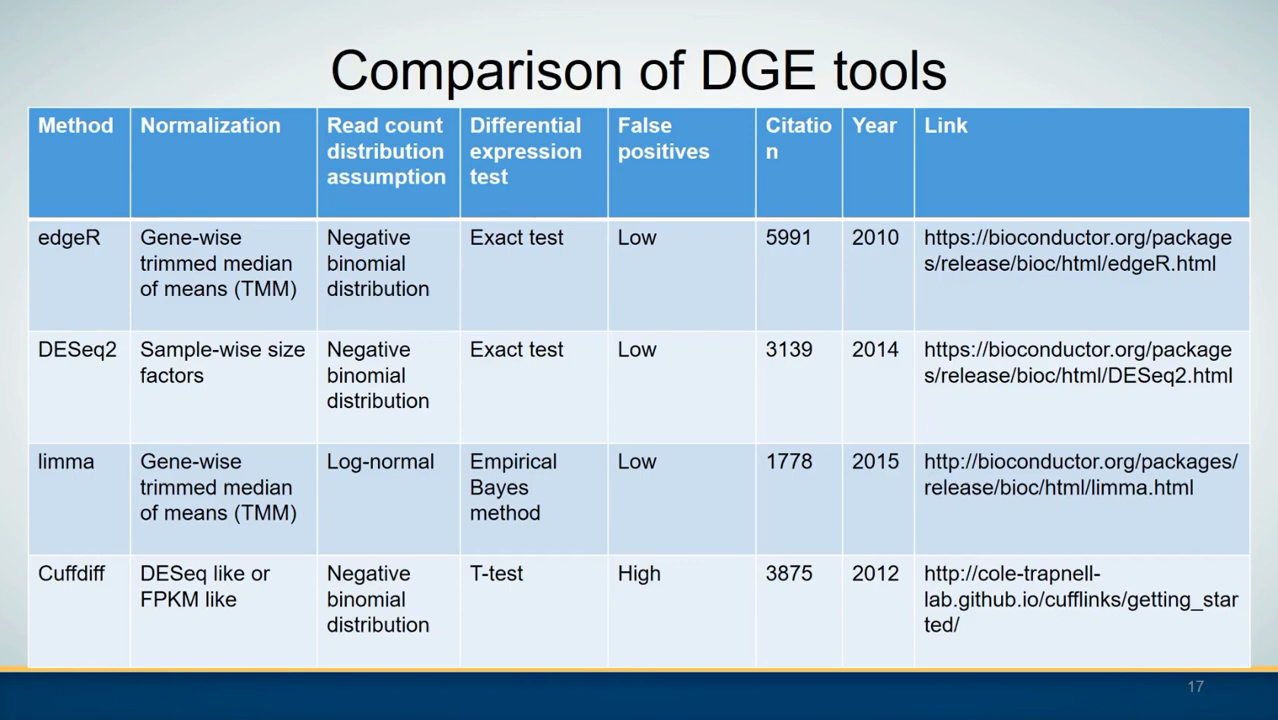 Comparison of DGE tools
Method
Normalization
Read count
distribution
assumption
Differential
expression
test
False
positives
Citatio
n
Year
Link
edgeR
Gene-wise
trimmed median
of means (TMM)
Negative
binomial
distribution
Exact test
Low
5991
2010
https://bioconductor.org/package
s/release/bioc/html/edgeR.html
DESeq2
Sample-wise size
factors
Negative
binomial
distribution
Exact test
Low
3139
2014
https://bioconductor.org/package
s/release/bioc/html/DESeq2.html
limma
Gene-wise
trimmed median
of means (TMM)
Log-normal
Empirical
Bayes
method
Low
1778
2015
http://bioconductor.org/packages/
release/bioc/html/limma.html
Cuffdiff
DESeq like or
FPKM like
Negative
binomial
distribution
T-test
High
3875
2012
http://cole-trapnell-
lab.github.io/cufflinks/getting_star
ted/
17